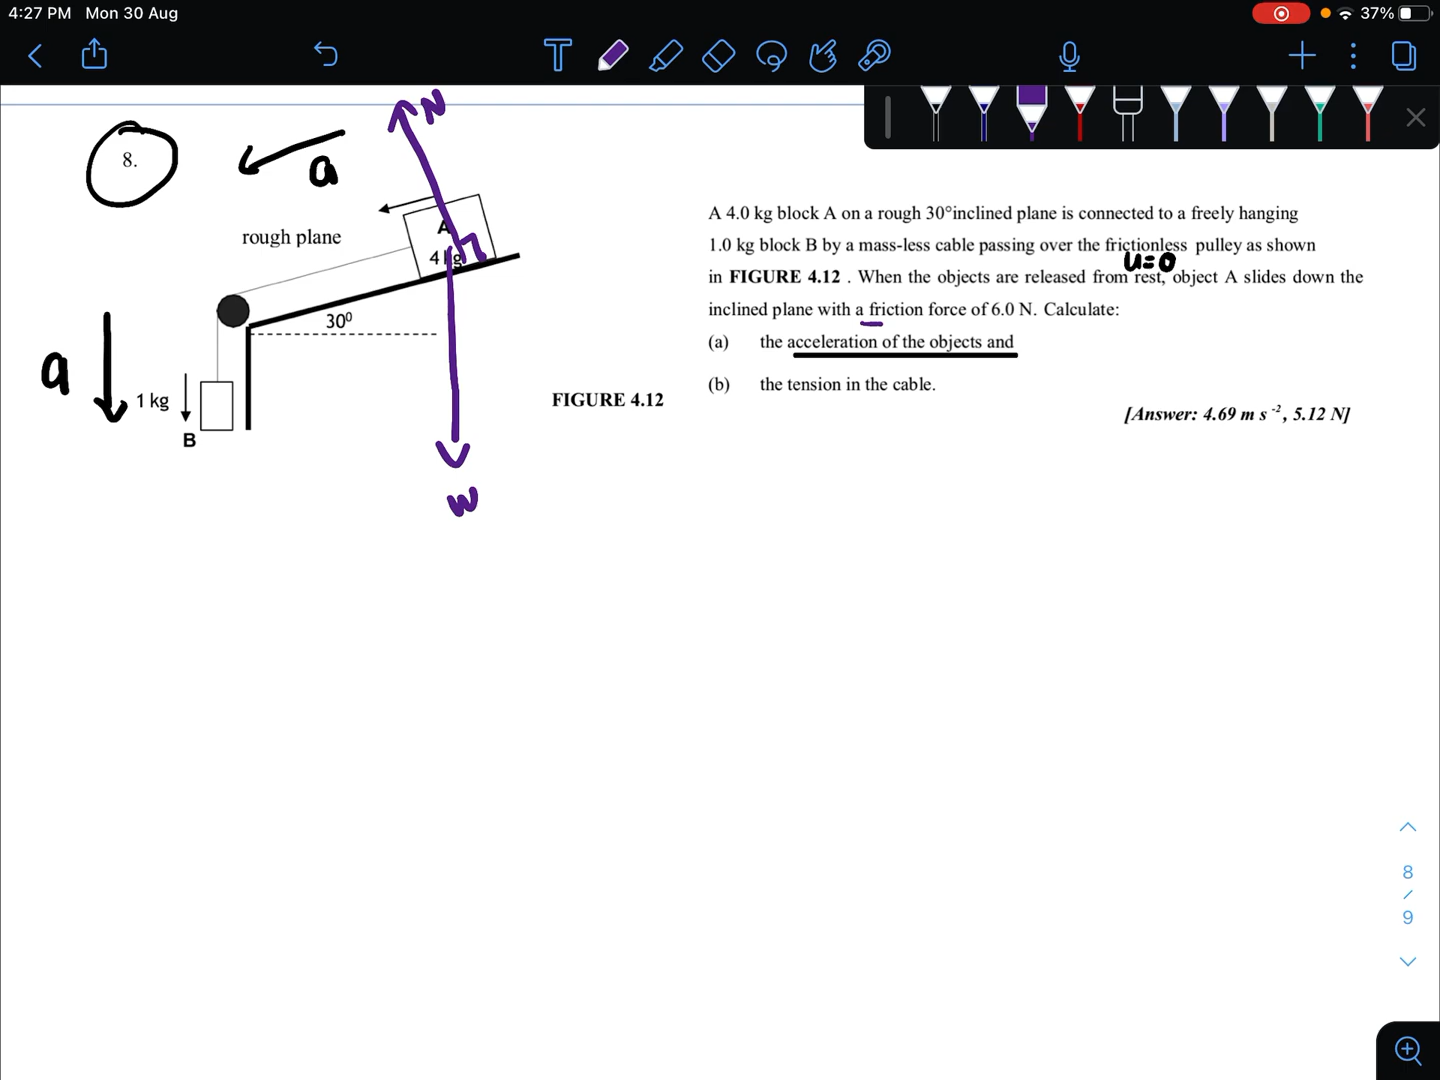 4:27 PM Mon 30 Aug
37%
8.
a
N
rough plane
A
4 kg
30⁰
a
1 kg
B
W
FIGURE 4.12
A 4.0 kg block A on a rough 30°inclined plane is connected to a freely hanging
1.0 kg block B by a mass-less cable passing over the frictionless pulley as shown
u=0
in FIGURE 4.12 . When the objects are released from rest, object A slides down the
inclined plane with a friction force of 6.0 N. Calculate:
(a) the acceleration of the objects and
(b) the tension in the cable.
[Answer: 4.69 m s ⁻², 5.12 N]
8
/
9